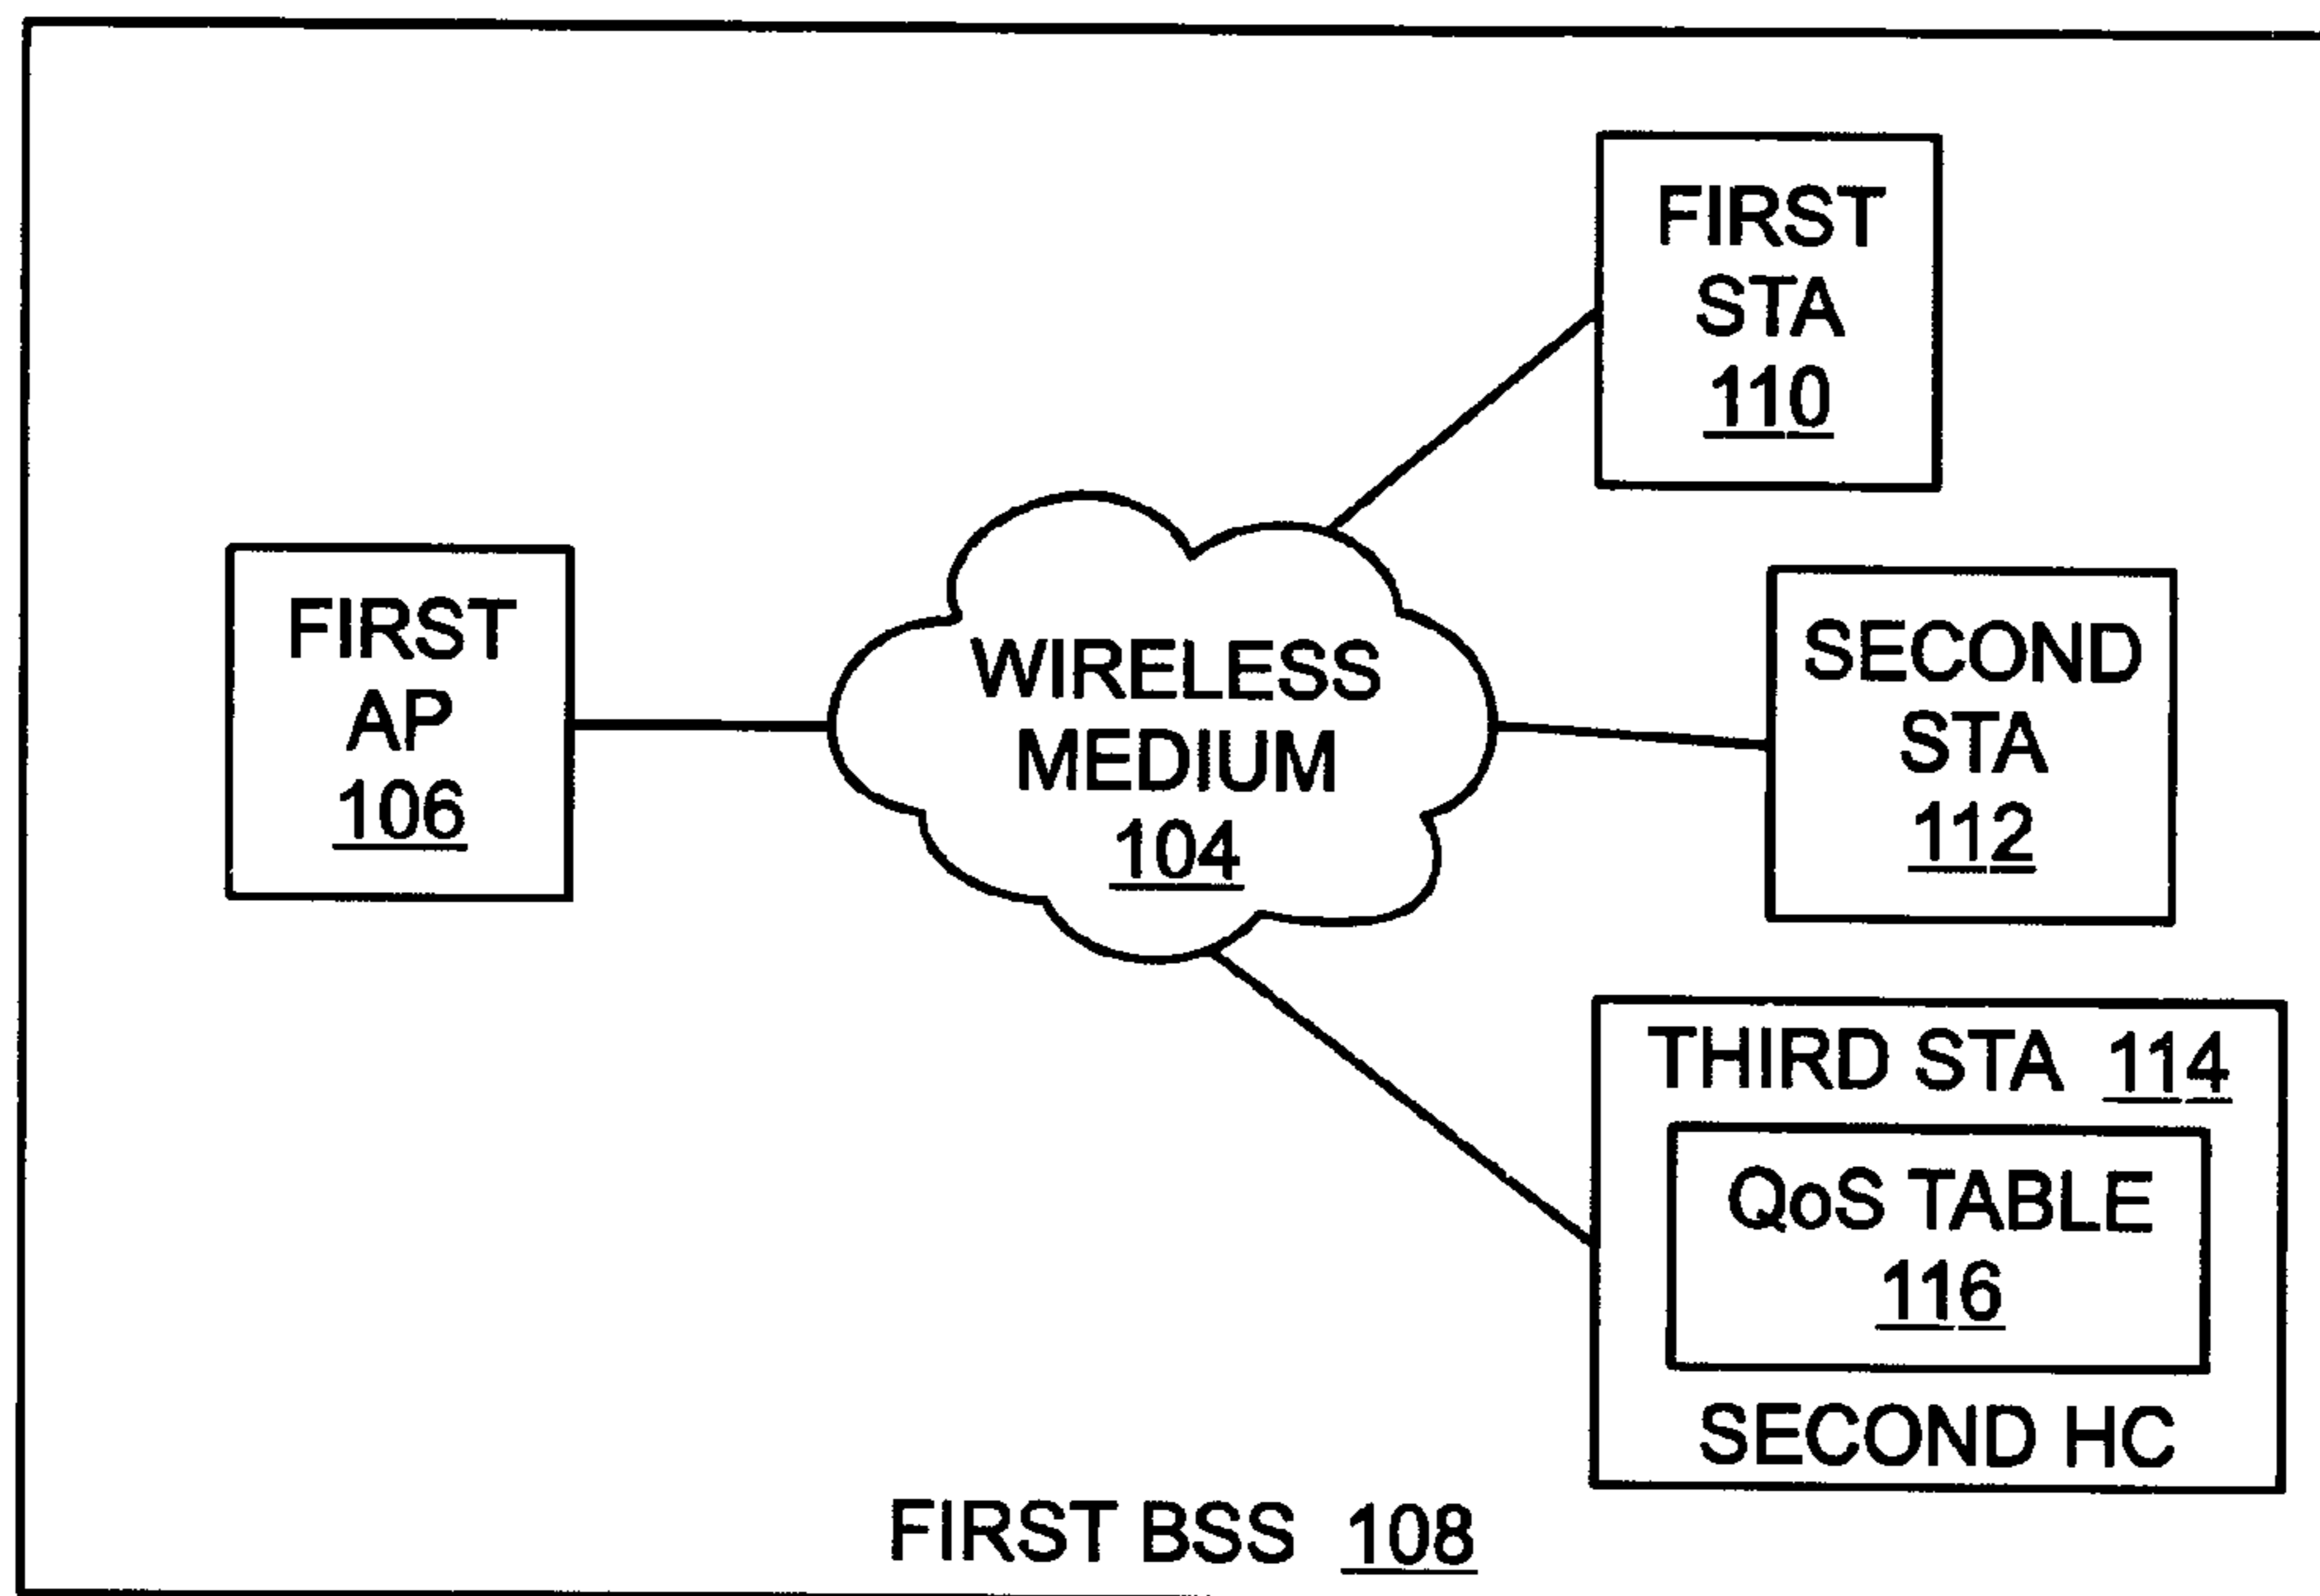 FIRST
STA
110
FIRST
AP
106
WIRELESS
MEDIUM
104
SECOND
STA
112
THIRD STA 114
QoS TABLE
116
SECOND HC
FIRST BSS 108